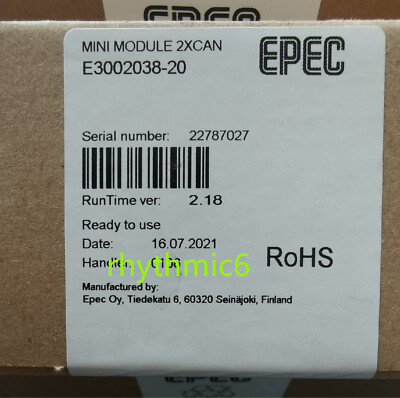 MINI MODULE 2XCAN
E3002038-20
EPEC
Serial number: 22787027
RunTime ver: 2.18
Ready to use
Date: 16.07.2021
Handler:
rhythmic6
RoHS
Manufactured by:
Epec Oy, Tiedekatu 6, 60320 Seinäjoki, Finland